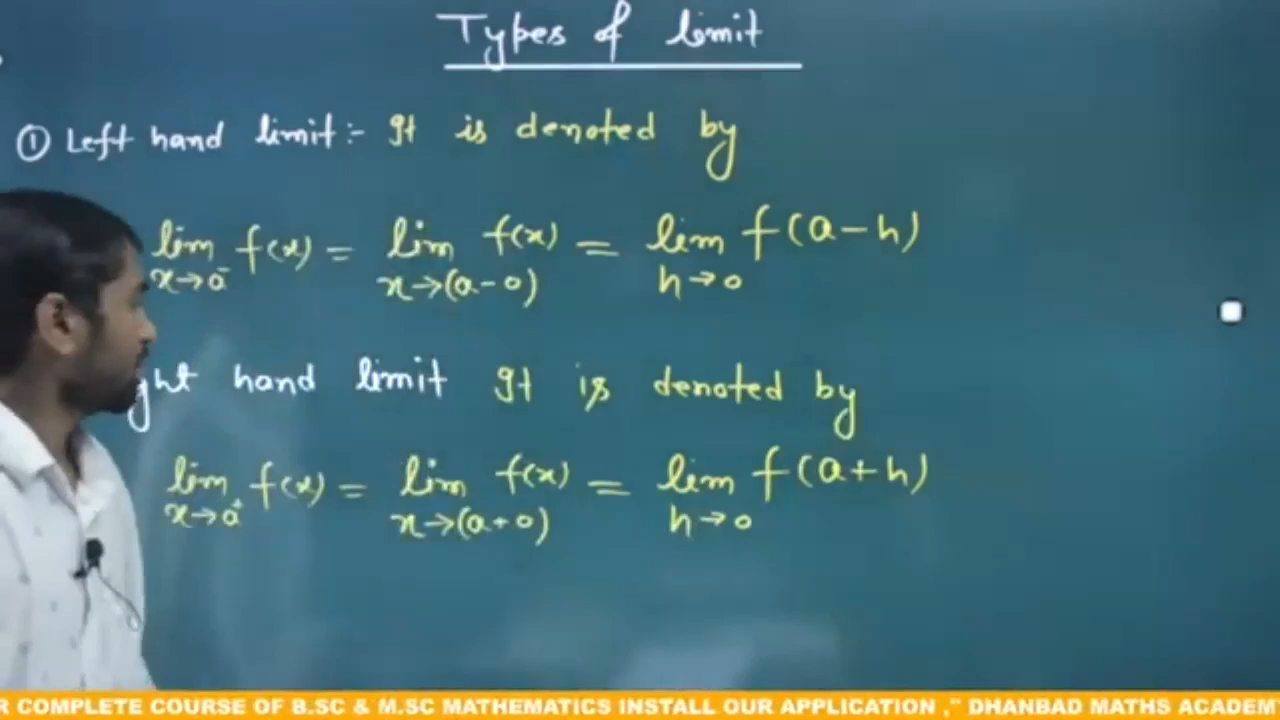 Types of limit
① Left hand limit:- It is denoted by
lim f(x) = lim f(x) = lim f(a-h)
x→a⁻ x→(a-0) h→0
hand limit It is denoted by
lim f(x) = lim f(x) = lim f(a+h)
x→a⁺ x→(a+0) h→0
COMPLETE COURSE OF B.SC & M.SC MATHEMATICS INSTALL OUR APPLICATION ," DHANBAD MATHS